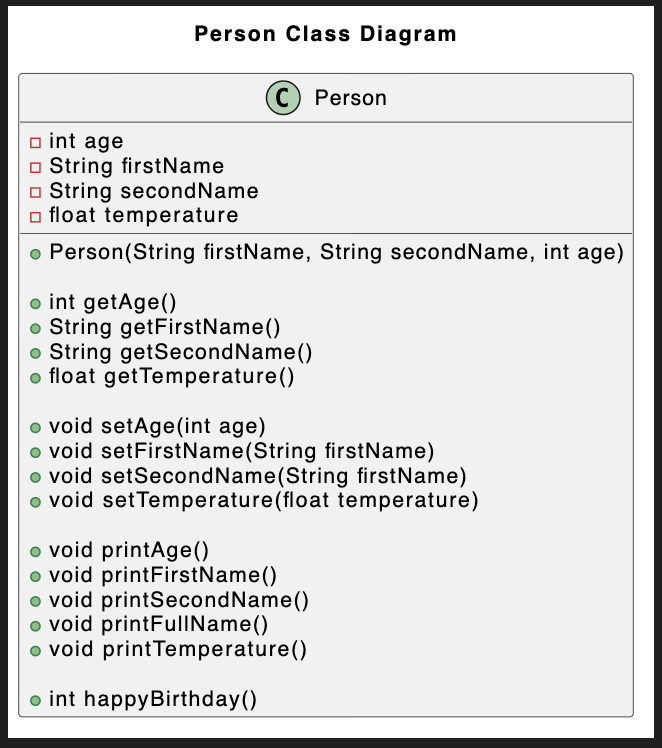 Person Class Diagram
C Person
int age
String firstName
String secondName
float temperature
Person(String firstName, String secondName, int age)
int getAge()
String getFirstName()
String getSecondName()
float getTemperature()
void setAge(int age)
void setFirstName(String firstName)
void setSecondName(String firstName)
void setTemperature(float temperature)
void printAge()
void printFirstName()
void printSecondName()
void printFullName()
void printTemperature()
int happyBirthday()